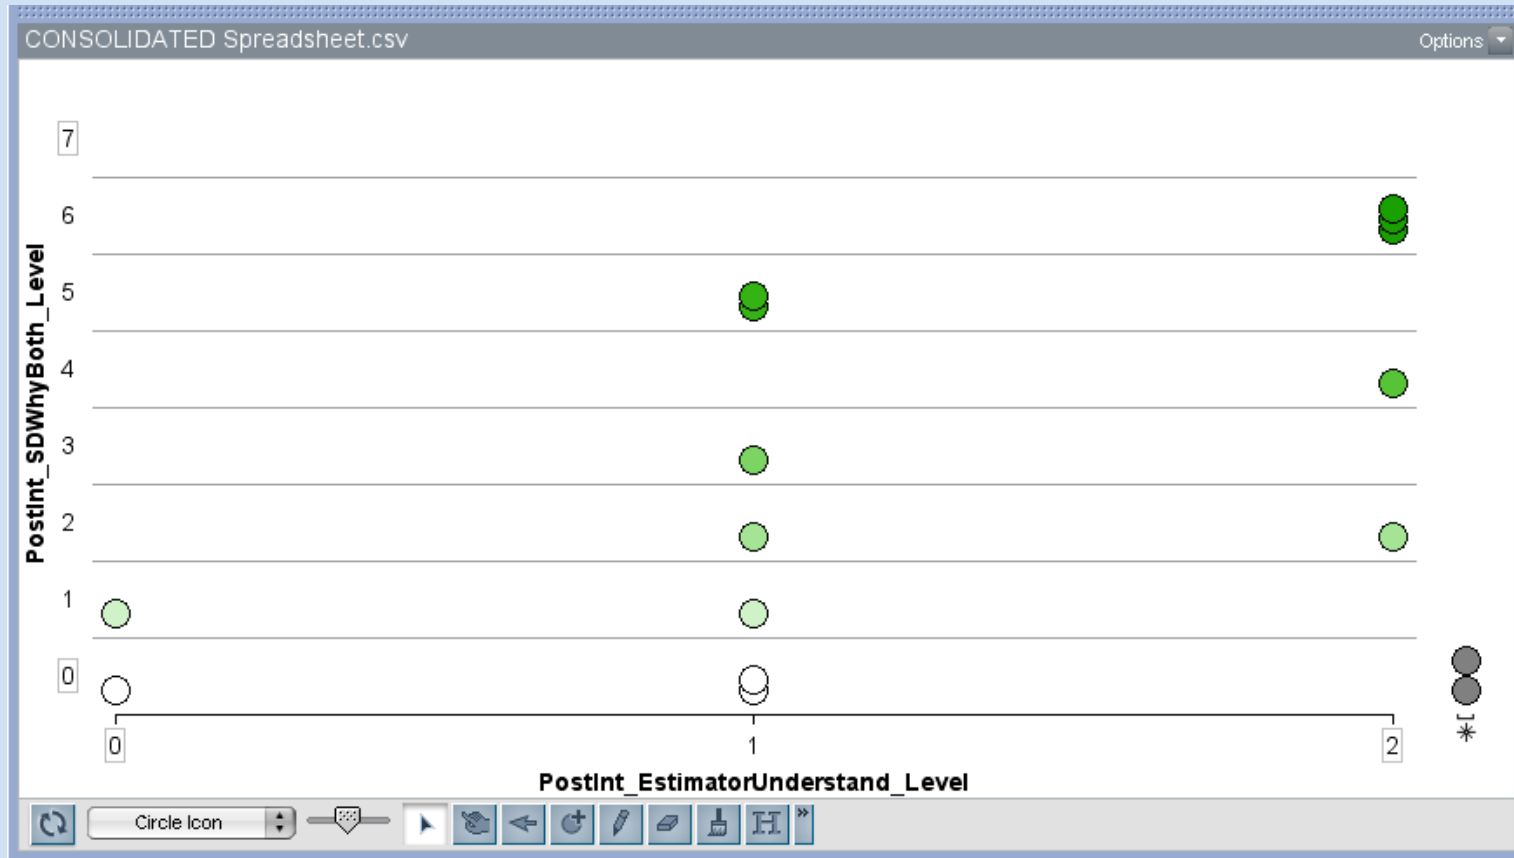 CONSOLIDATED Spreadsheet.csv
Options
7
6
5
4
3
2
1
0
PostInt_SDWhyBoth_Level
0 1 2 *
PostInt_EstimatorUnderstand_Level
Circle Icon
»